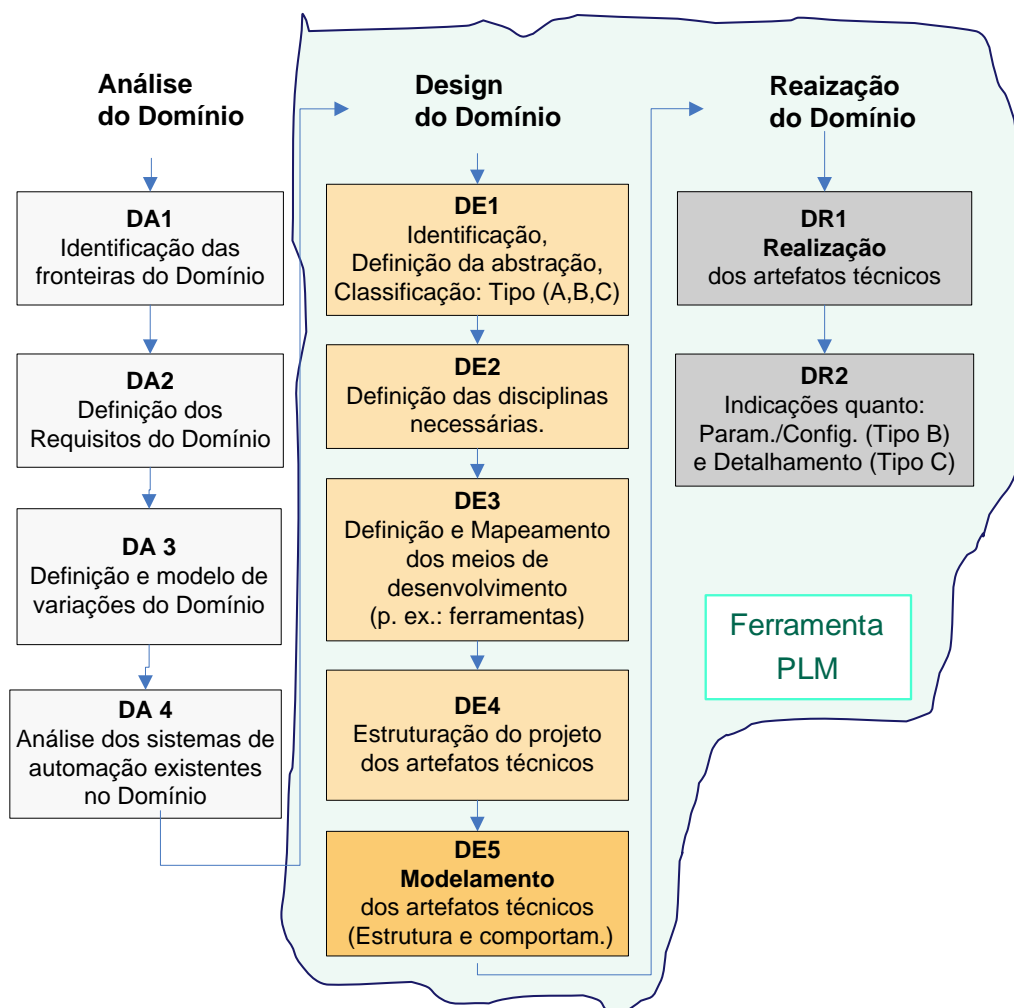 Análise
do Domínio
DA1
Identificação das
fronteiras do Domínio
DA2
Definição dos
Requisitos do Domínio
DA 3
Definição e modelo de
variações do Domínio
DA 4
Análise dos sistemas de
automação existentes
no Domínio
Design
do Domínio
DE1
Identificação,
Definição da abstração,
Classificação: Tipo (A,B,C)
DE2
Definição das disciplinas
necessárias.
DE3
Definição e Mapeamento
dos meios de
desenvolvimento
(p. ex.: ferramentas)
DE4
Estruturação do projeto
dos artefatos técnicos
DE5
Modelamento
dos artefatos técnicos
(Estrutura e comportam.)
Reaização
do Domínio
DR1
Realização
dos artefatos técnicos
DR2
Indicações quanto:
Param./Config. (Tipo B)
e Detalhamento (Tipo C)
Ferramenta
PLM